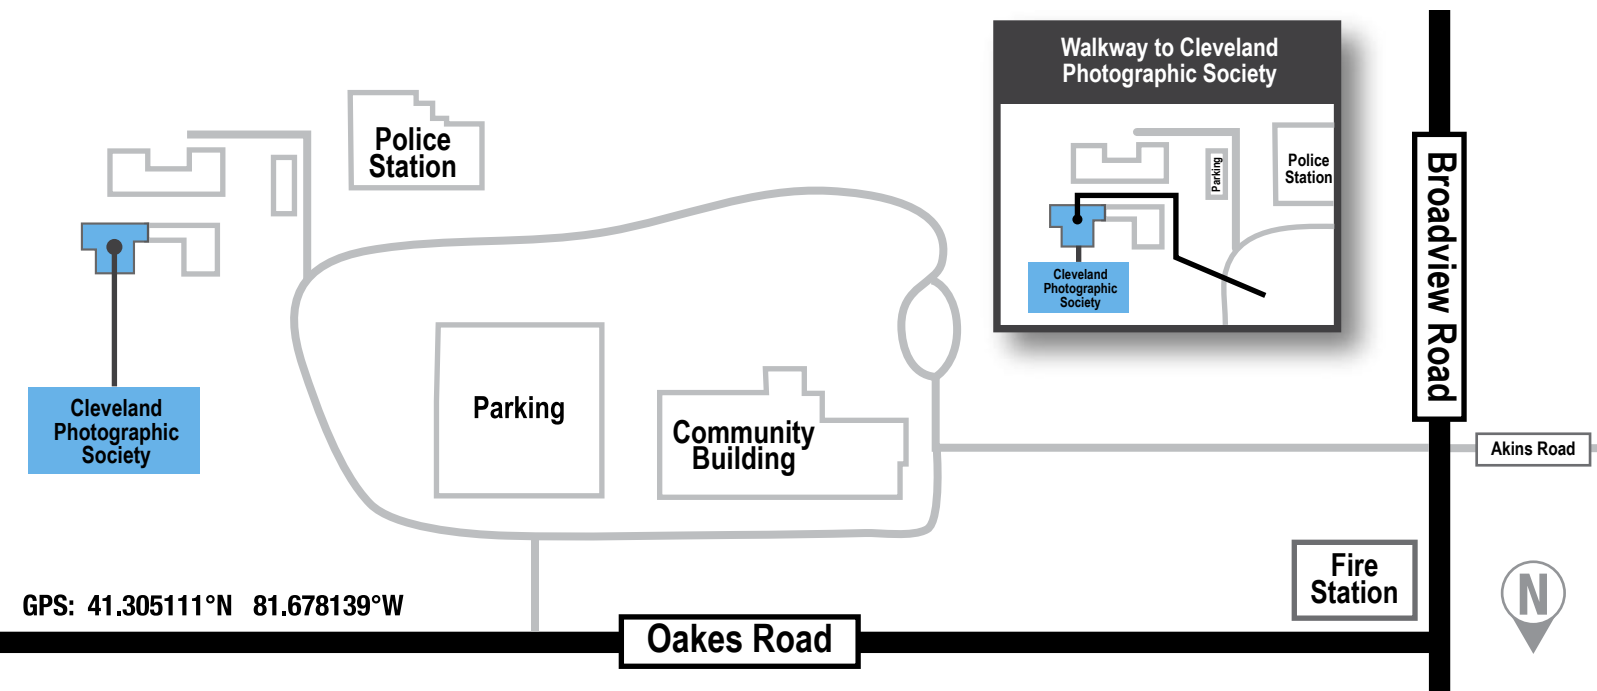 Walkway to Cleveland
Photographic Society
Police
Station
Parking
Police
Station
Cleveland
Photographic
Society
Broadview Road
Cleveland
Photographic
Society
Parking
Community
Building
Akins Road
Fire
Station
N
GPS: 41.305111°N 81.678139°W
Oakes Road